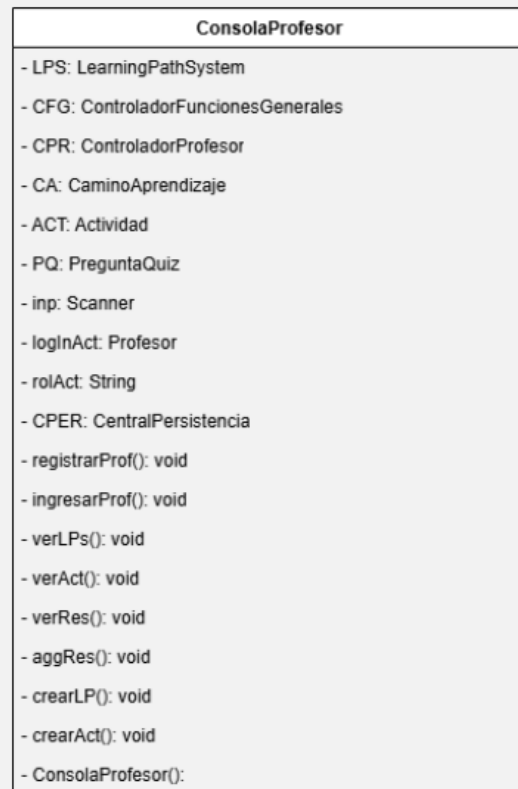 ConsolaProfesor
- LPS: LearningPathSystem
- CFG: ControladorFuncionesGenerales
- CPR: ControladorProfesor
- CA: CaminoAprendizaje
- ACT: Actividad
- PQ: PreguntaQuiz
- inp: Scanner
- logInAct: Profesor
- rolAct: String
- CPER: CentralPersistencia
- registrarProf(): void
- ingresarProf(): void
- verLPs(): void
- verAct(): void
- verRes(): void
- aggRes(): void
- crearLP(): void
- crearAct(): void
- ConsolaProfesor():